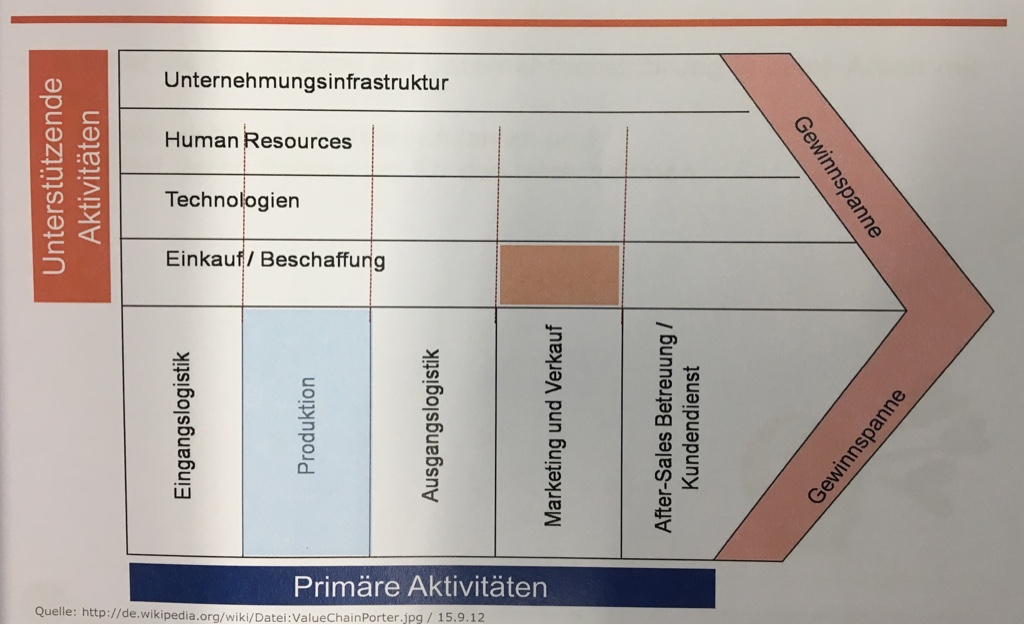 Unterstützende
Aktivitäten
Unternehmungsinfrastruktur
Human Resources
Technologien
Einkauf / Beschaffung
Eingangslogistik
Produktion
Ausgangslogistik
Marketing und Verkauf
After-Sales Betreuung /
Kundendienst
Gewinnspanne
Gewinnspanne
Primäre Aktivitäten
Quelle: http://de.wikipedia.org/wiki/Datei:ValueChainPorter.jpg / 15.9.12